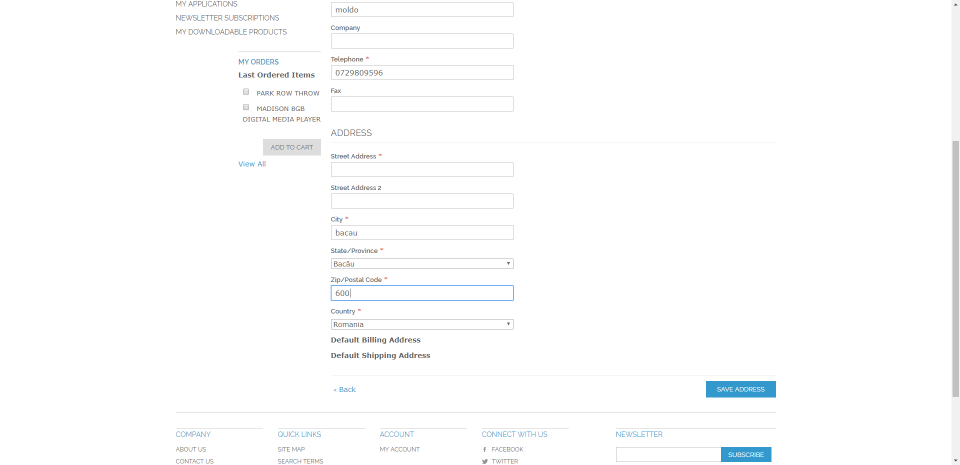 MY APPLICATIONS
NEWSLETTER SUBSCRIPTIONS
MY DOWNLOADABLE PRODUCTS
MY ORDERS
Last Ordered Items
PARK ROW THROW
MADISON 8GB
DIGITAL MEDIA PLAYER
ADD TO CART
View All
moldo
Company
Telephone *
0729809596
Fax
ADDRESS
Street Address *
Street Address 2
City *
bacau
State/Province *
Bacău
Zip/Postal Code *
600
Country *
Romania
Default Billing Address
Default Shipping Address
« Back
SAVE ADDRESS
COMPANY
ABOUT US
CONTACT US
QUICK LINKS
SITE MAP
SEARCH TERMS
ACCOUNT
MY ACCOUNT
CONNECT WITH US
FACEBOOK
TWITTER
NEWSLETTER
SUBSCRIBE